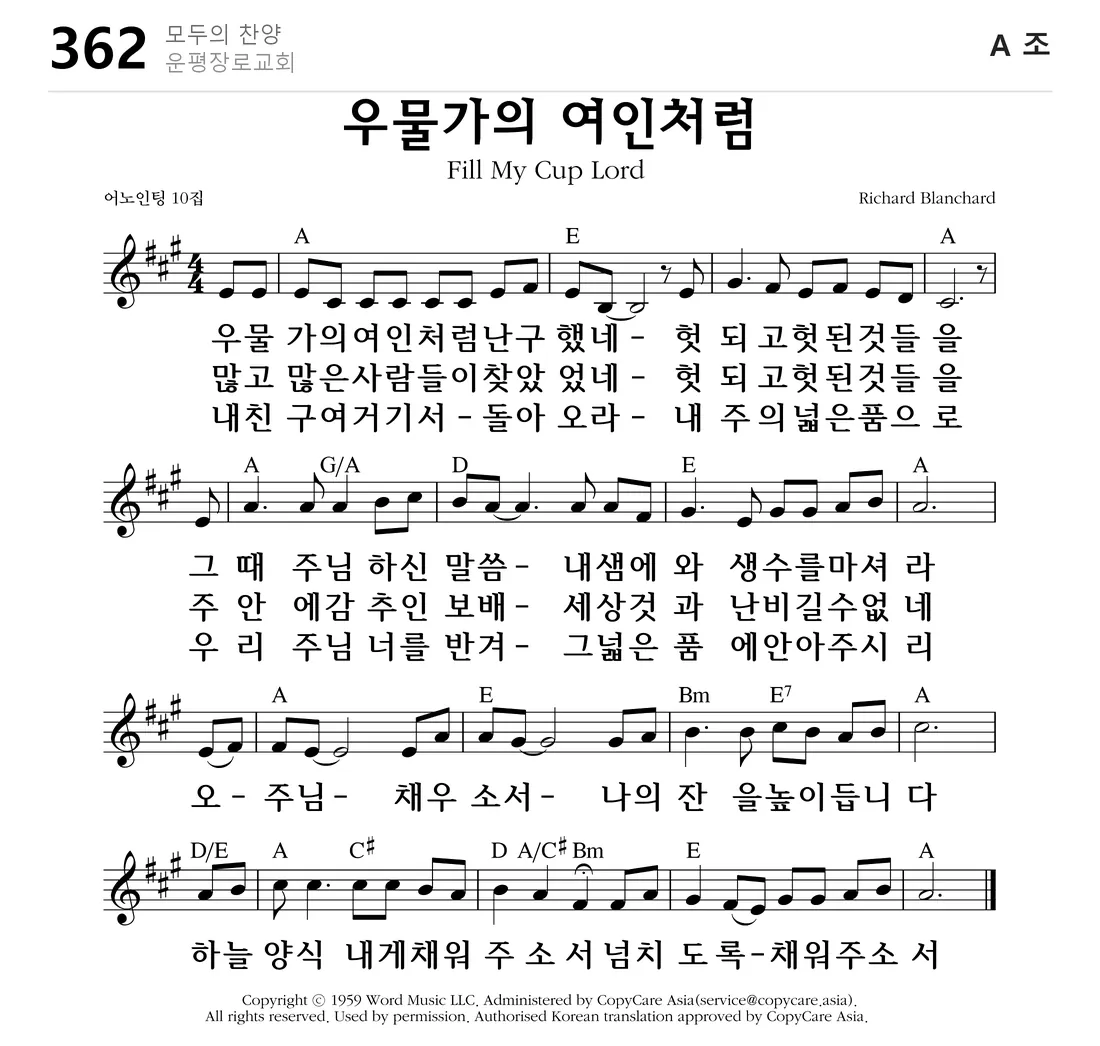 362 모두의 찬양
운평장로교회
A 조
우물가의 여인처럼
Fill My Cup Lord
어노인팅 10집
Richard Blanchard
A E A
4
4
우물 가의여인처럼난구 했네 - 헛 되 고헛된것들 을
많고 많은사람들이찾았 었네 - 헛 되 고헛된것들 을
내친 구여거기서 - 돌아 오라 - 내 주 의넓은품으 로
A G/A D E A
그 때 주님 하신 말씀 - 내샘에 와 생수를마셔 라
주 안 에감 추인 보배 - 세상것 과 난비길수없 네
우 리 주님 너를 반겨 - 그넓은 품 에안아주시 리
A E Bm E7 A
오 - 주님 - 채우 소서 - 나의 잔 을높이듭니 다
D/E A C♯ D A/C♯ Bm E A
하늘 양식 내게채워 주 소 서넘치 도 록-채워주소 서
Copyright ⓒ 1959 Word Music LLC. Administered by CopyCare Asia(service@copycare.asia).
All rights reserved. Used by permission. Authorised Korean translation approved by CopyCare Asia.